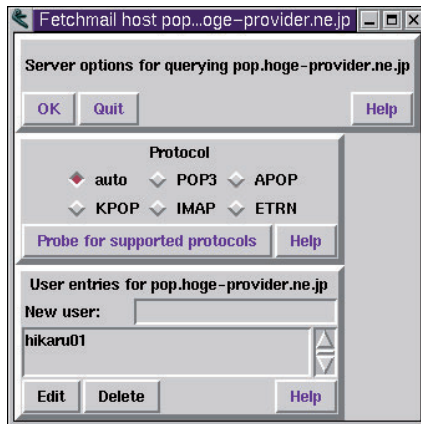 Fetchmail host pop...oge-provider.ne.jp
Server options for querying pop.hoge-provider.ne.jp
OK Quit Help
Protocol
auto POP3 APOP
KPOP IMAP ETRN
Probe for supported protocols Help
User entries for pop.hoge-provider.ne.jp
New user:
hikaru01
Edit Delete Help